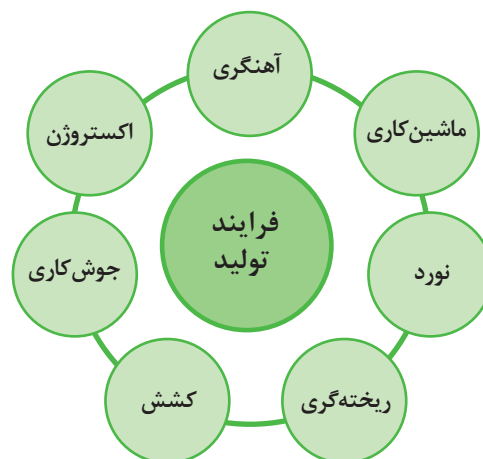 آهنگری
ماشین‌کاری
اکستروژن
فرایند
تولید
نورد
جوش‌کاری
ریخته‌گری
کشش